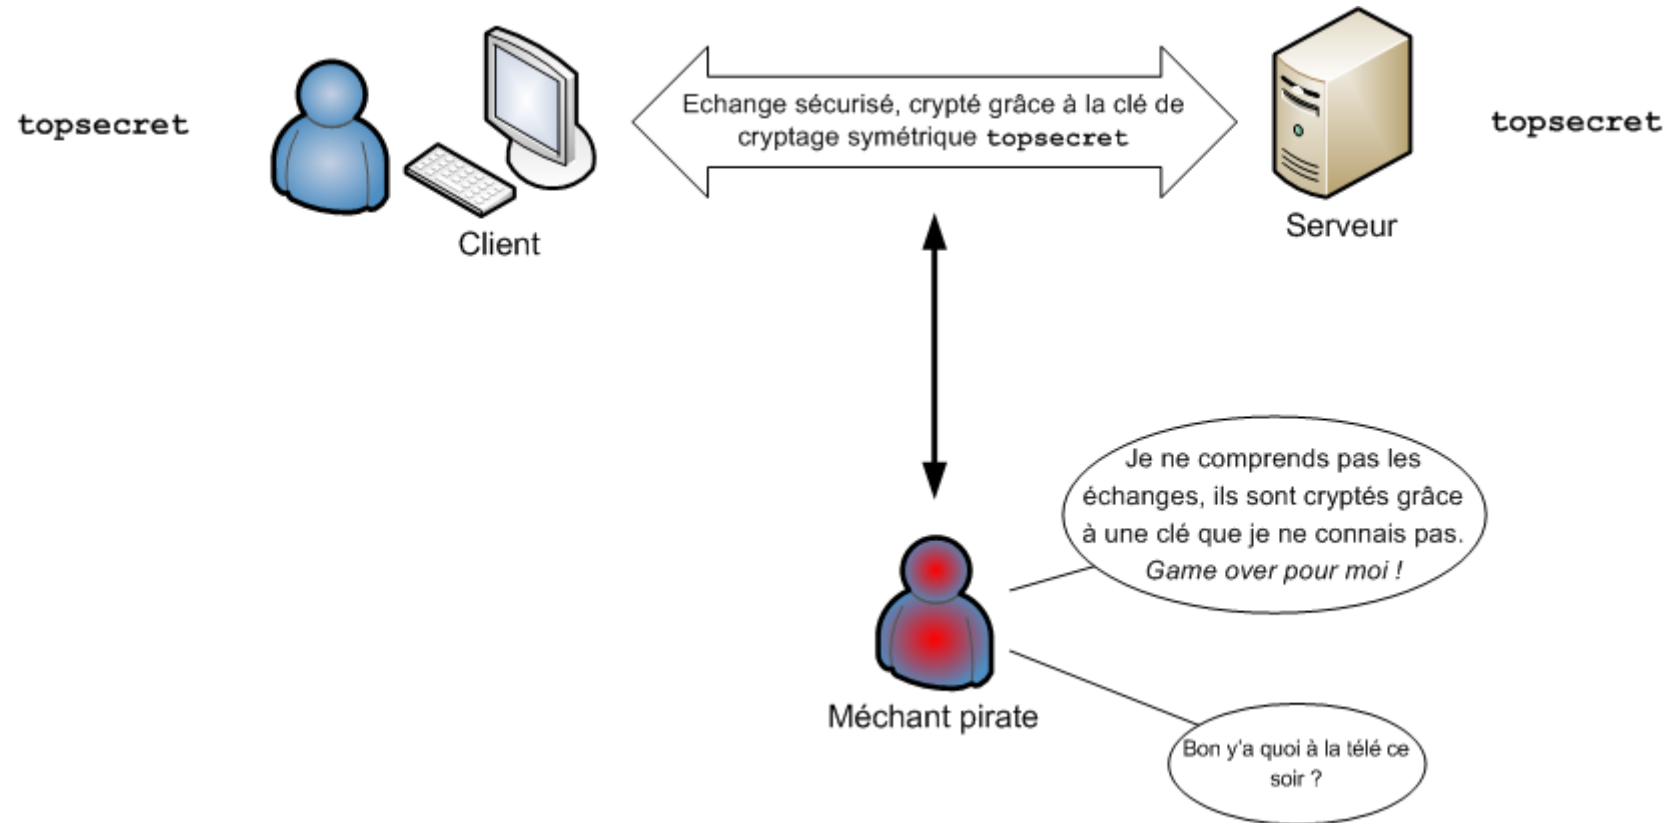 topsecret
Echange sécurisé, crypté grâce à la clé de
cryptage symétrique topsecret
topsecret
Client
Serveur
Je ne comprends pas les
échanges, ils sont cryptés grâce
à une clé que je ne connais pas.
Game over pour moi !
Méchant pirate
Bon y'a quoi à la télé ce
soir ?